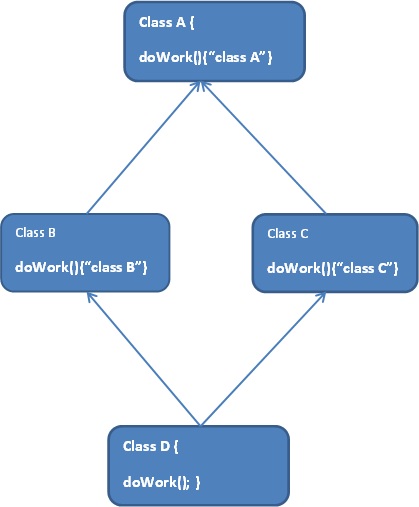 Class A {
doWork(){“class A”}
Class B
doWork(){“class B”}
Class C
doWork(){“class C”}
Class D {
doWork(); }